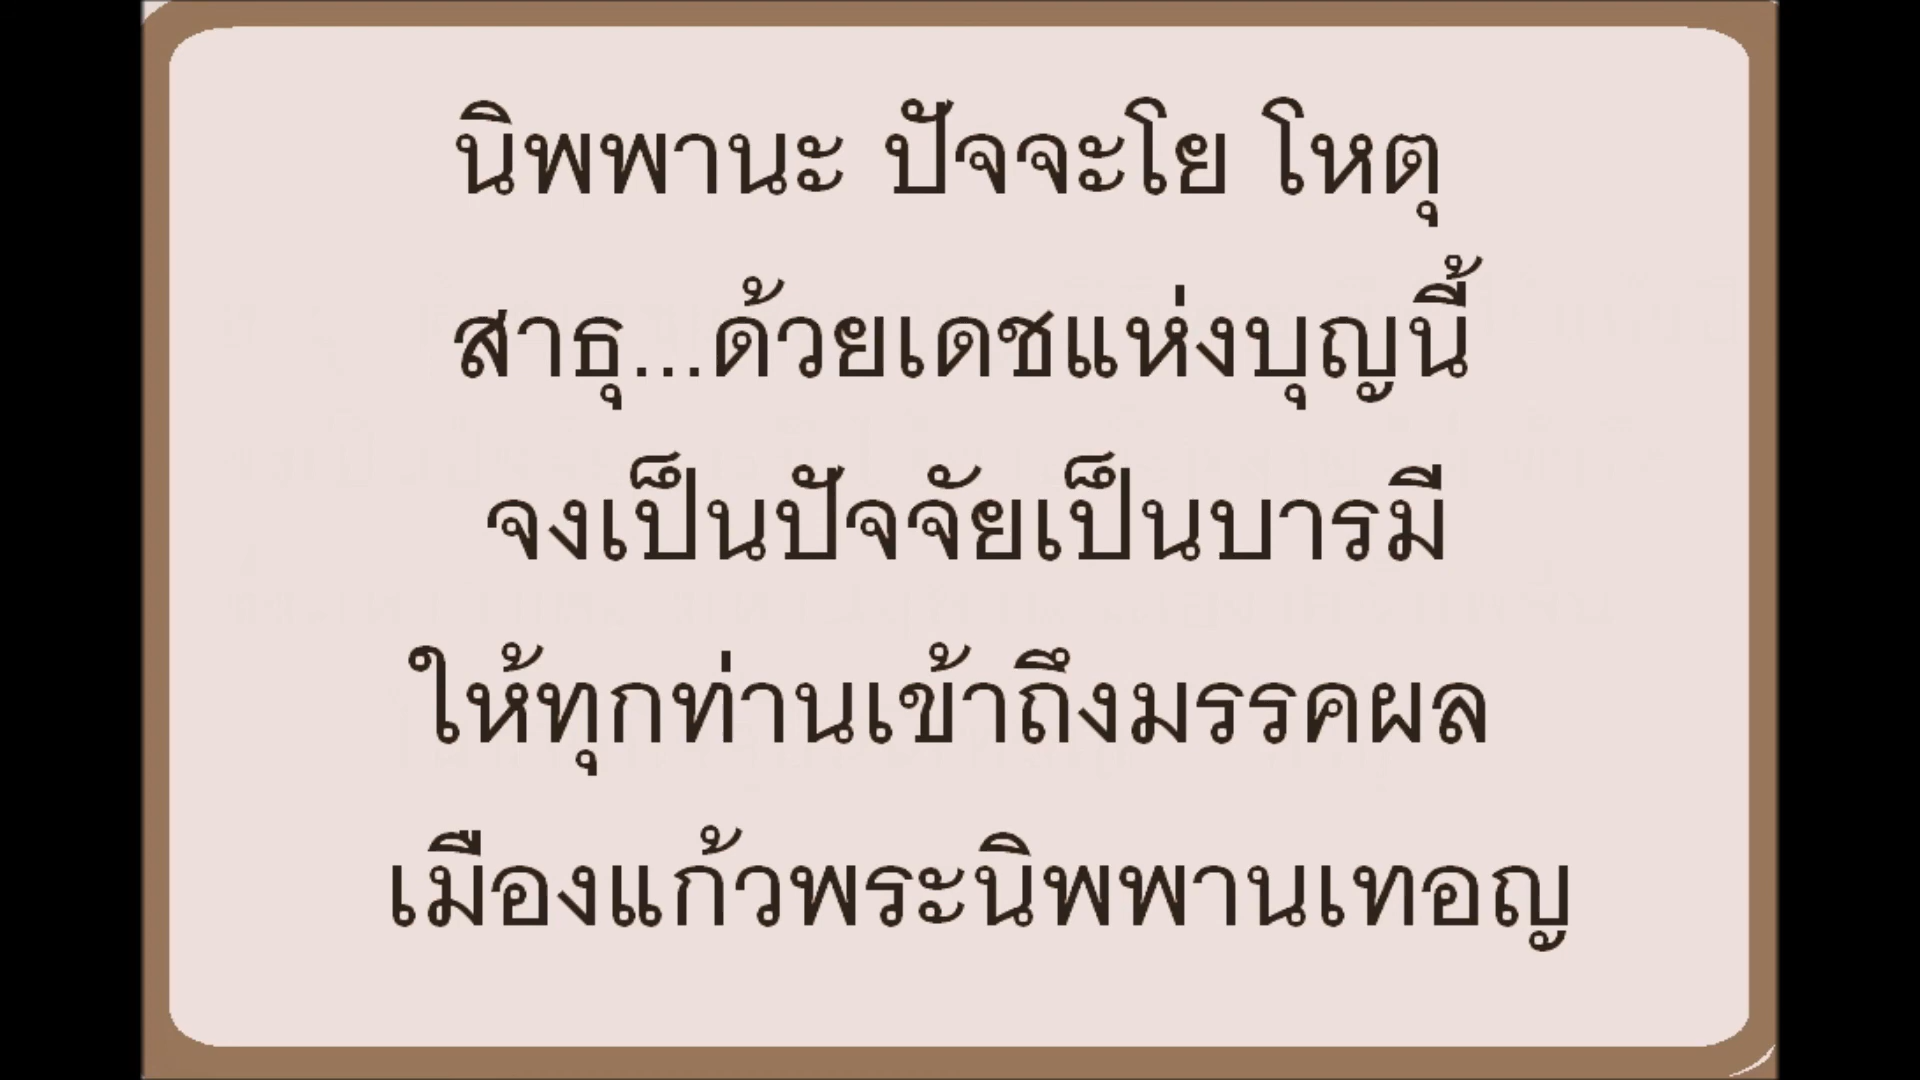 นิพพานะ ปัจจะโย โหตุ
สาธุ...ด้วยเดชแห่งบุญนี้
จงเป็นปัจจัยเป็นบารมี
ให้ทุกท่านเข้าถึงมรรคผล
เมืองแก้วพระนิพพานเทอญ